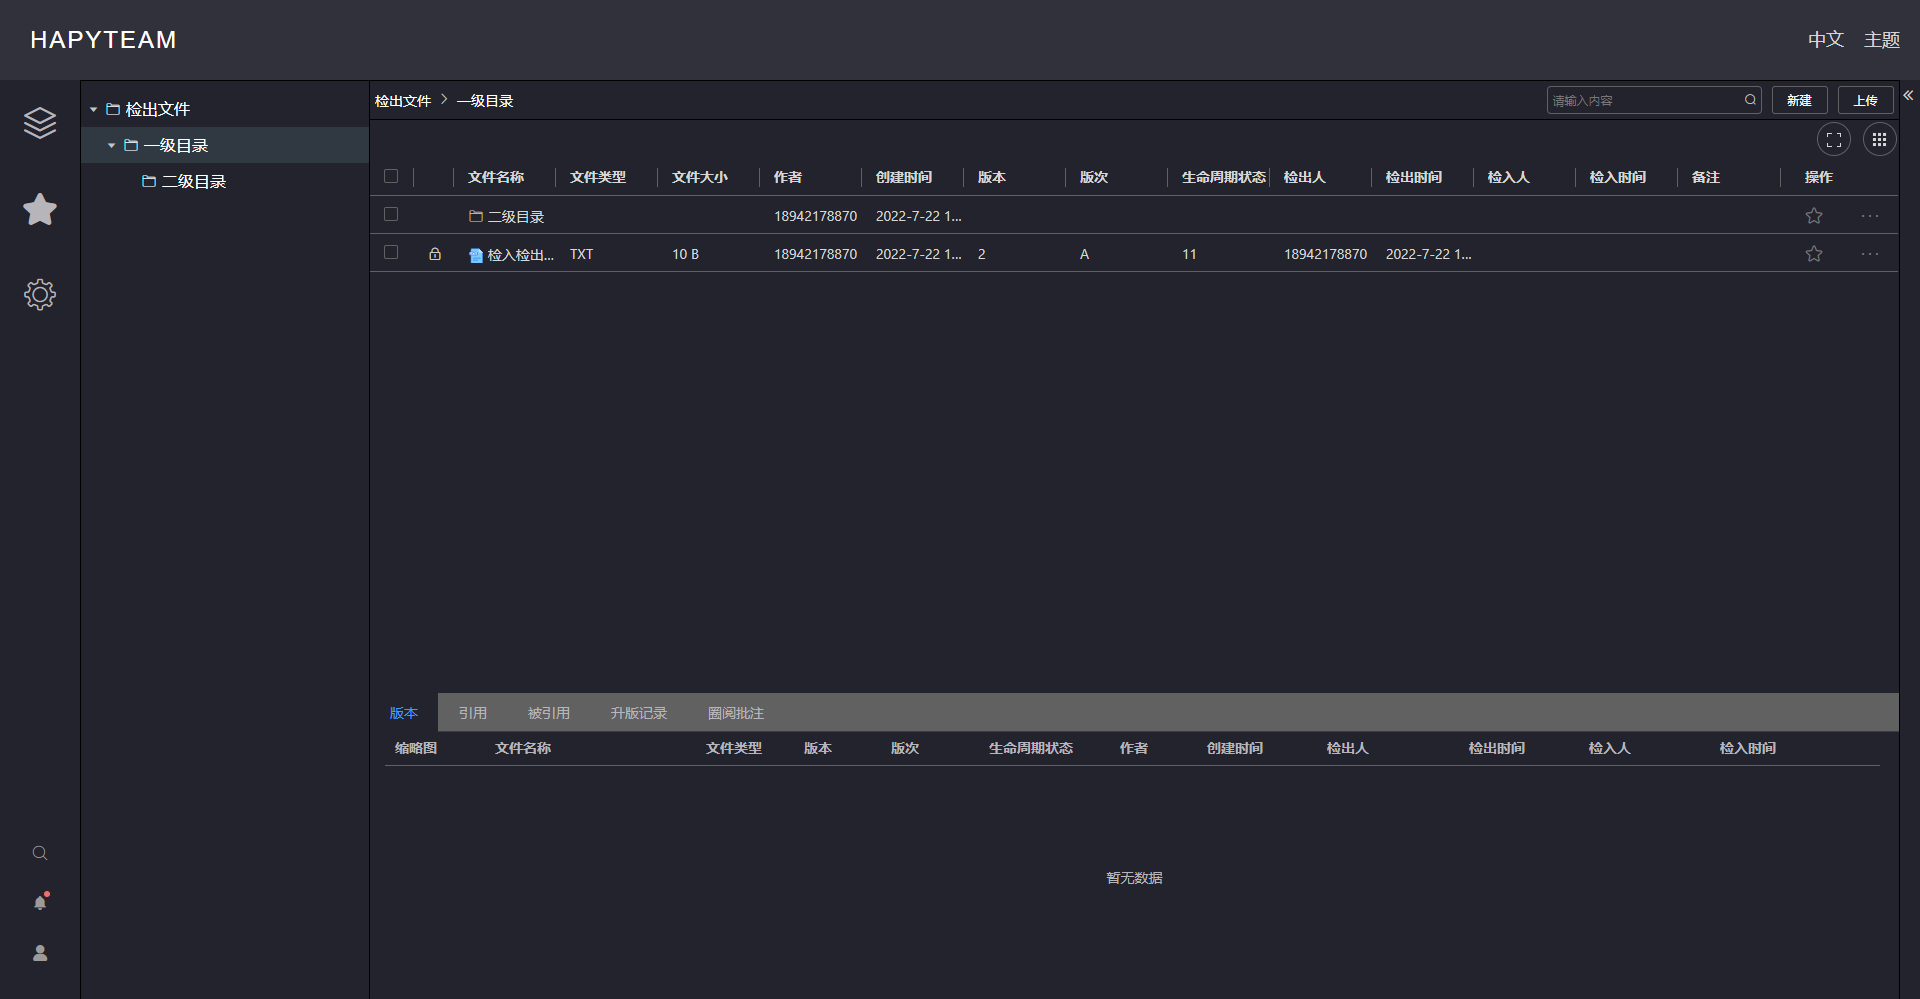 HAPYTEAM
中文 主题
检出文件
一级目录
二级目录
检出文件 > 一级目录
请输入内容 新建 上传
文件名称 文件类型 文件大小 作者 创建时间 版本 版次 生命周期状态 检出人 检出时间 检入人 检入时间 备注 操作
二级目录 18942178870 2022-7-22 1... ...
检入检出... TXT 10 B 18942178870 2022-7-22 1... 2 A 11 18942178870 2022-7-22 1... ...
版本 引用 被引用 升版记录 圈阅批注
缩略图 文件名称 文件类型 版本 版次 生命周期状态 作者 创建时间 检出人 检出时间 检入人 检入时间
暂无数据